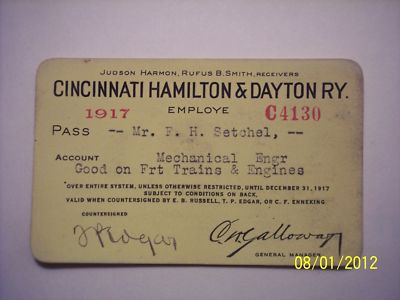 JUDSON HARMON, RUFUS B. SMITH, RECEIVERS
CINCINNATI HAMILTON & DAYTON RY.
1917 EMPLOYE C4130
PASS -- Mr. F. H. Setchel, --
ACCOUNT Mechanical Engr
Good on Frt Trains & Engines
OVER ENTIRE SYSTEM, UNLESS OTHERWISE RESTRICTED, UNTIL DECEMBER 31, 1917
SUBJECT TO CONDITIONS ON BACK.
VALID WHEN COUNTERSIGNED BY E. B. RUSSELL, T. P. EDGAR, OR C. F. ENNEKING
COUNTERSIGNED
TPEdgar C.W. Galloway
GENERAL MANAGER
08/01/2012